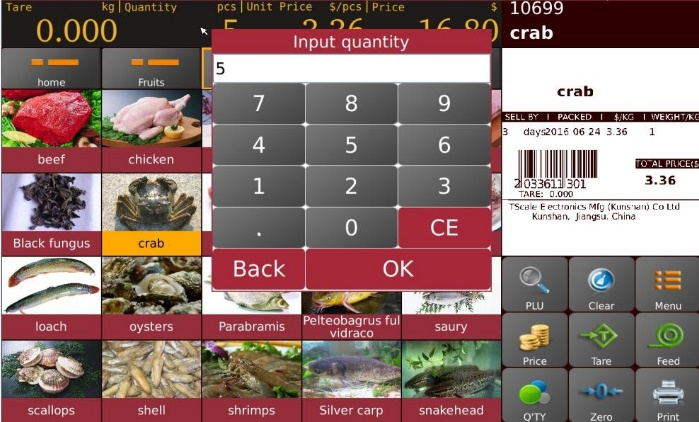 Tare kg Quantity pcs Unit Price $/pcs Price $
0.000 5 3.36 16.80
home
Fruits
Input quantity
5
7 8 9
4 5 6
1 2 3
. 0 CE
Back OK
beef
chicken
Black fungus
crab
loach
oysters
Parabramis
Pelteobagrus ful
vidraco
saury
scallops
shell
shrimps
Silver carp
snakehead
10699
crab
crab
SELL BY | PACKED | $/KG | WEIGHT/KG
3 days 2016 06 24 3.36 1
2 033611 301
TARE: 0.000
TOTAL PRICE($
3.36
TScale Electronics Mfg (Kunshan) Co Ltd
Kunshan, Jiangsu, China
PLU
Clear
Menu
Price
Tare
Feed
Q'TY
Zero
Print